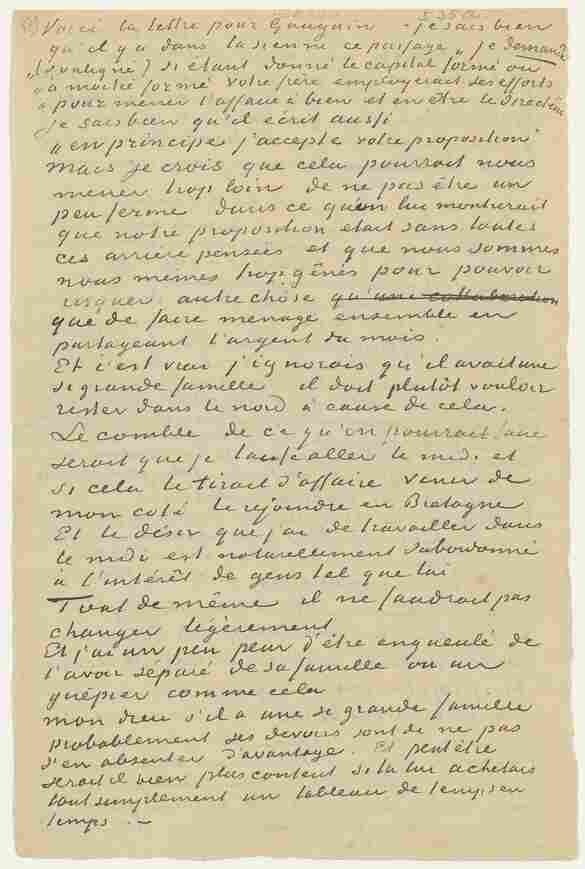 Voici la lettre pour Gauguin – je sais bien
qu'il y a dans la sienne ce passage „je demande
(souligné) si étant donné le capital formé ou
„à moitié formé votre frère employerait ses efforts
„pour mener l'affaire à bien et en être le directeur
je sais bien qu'il écrit aussi
„en principe j'accepte votre proposition"
Mais je crois que cela pourrait nous
mener trop loin de ne pas être un
peu ferme dans ce qu'on lui montrerait
que notre proposition etait sans toutes
ces arrière pensées et que nous sommes
nous memes trop gênés pour pouvoir
risquer autre chôse qu'une collaboration
que de faire menage ensemble en
partageant l'argent du mois.
Et c'est vrai j'ignorais qu'il avait une
si grande famille il doit plutôt vouloir
rester dans le nord à cause de cela.
Le comble de ce qu'on pourrait faire
serait que je laisse aller le midi et
si cela le tirait d'affaire venir de
mon coté le rejoindre en Bretagne
Et le désir que j'ai de travailler dans
le midi est naturellement subordonné
à l'intérêt de gens tel que lui
Tout de même il ne faudrait pas
changer légèrement
Et j'ai un peu peur d'être engueulé de
l'avoir séparé de sa famille ou un
guêpier comme cela
mon dieu s'il a une si grande famille
probablement ses devoirs sont de ne pas
s'en absenter d'avantage. Et peut être
serait il bien plus content si tu lui achetais
tout simplement un tableau de temps en
temps. –